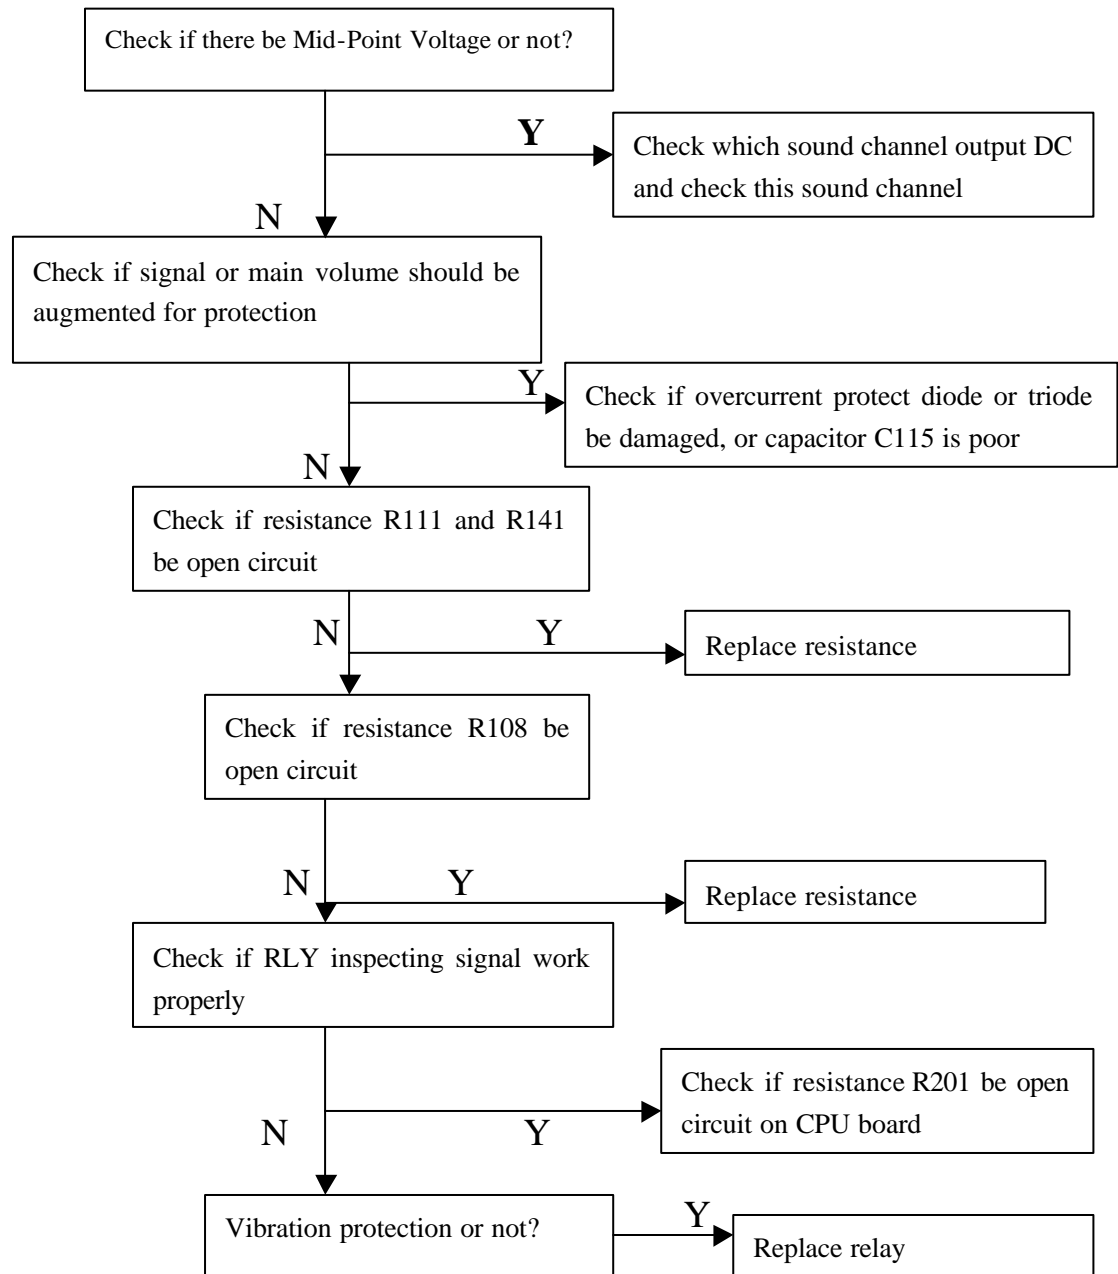 Check if there be Mid-Point Voltage or not?
Y
Check which sound channel output DC
and check this sound channel
N
Check if signal or main volume should be
augmented for protection
Y
Check if overcurrent protect diode or triode
be damaged, or capacitor C115 is poor
N
Check if resistance R111 and R141
be open circuit
N
Y
Replace resistance
Check if resistance R108 be
open circuit
N
Y
Replace resistance
Check if RLY inspecting signal work
properly
Check if resistance R201 be open
circuit on CPU board
N
Y
Vibration protection or not?
Y
Replace relay